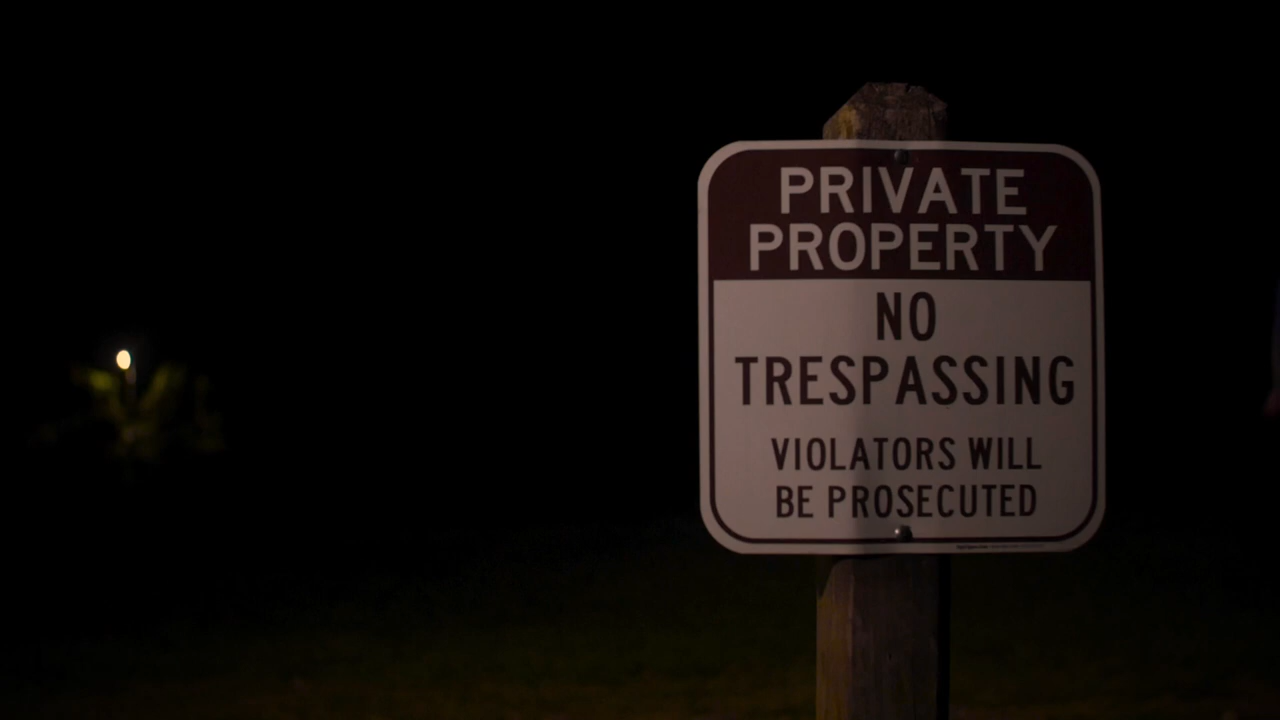 PRIVATE
PROPERTY
NO
TRESPASSING
VIOLATORS WILL
BE PROSECUTED